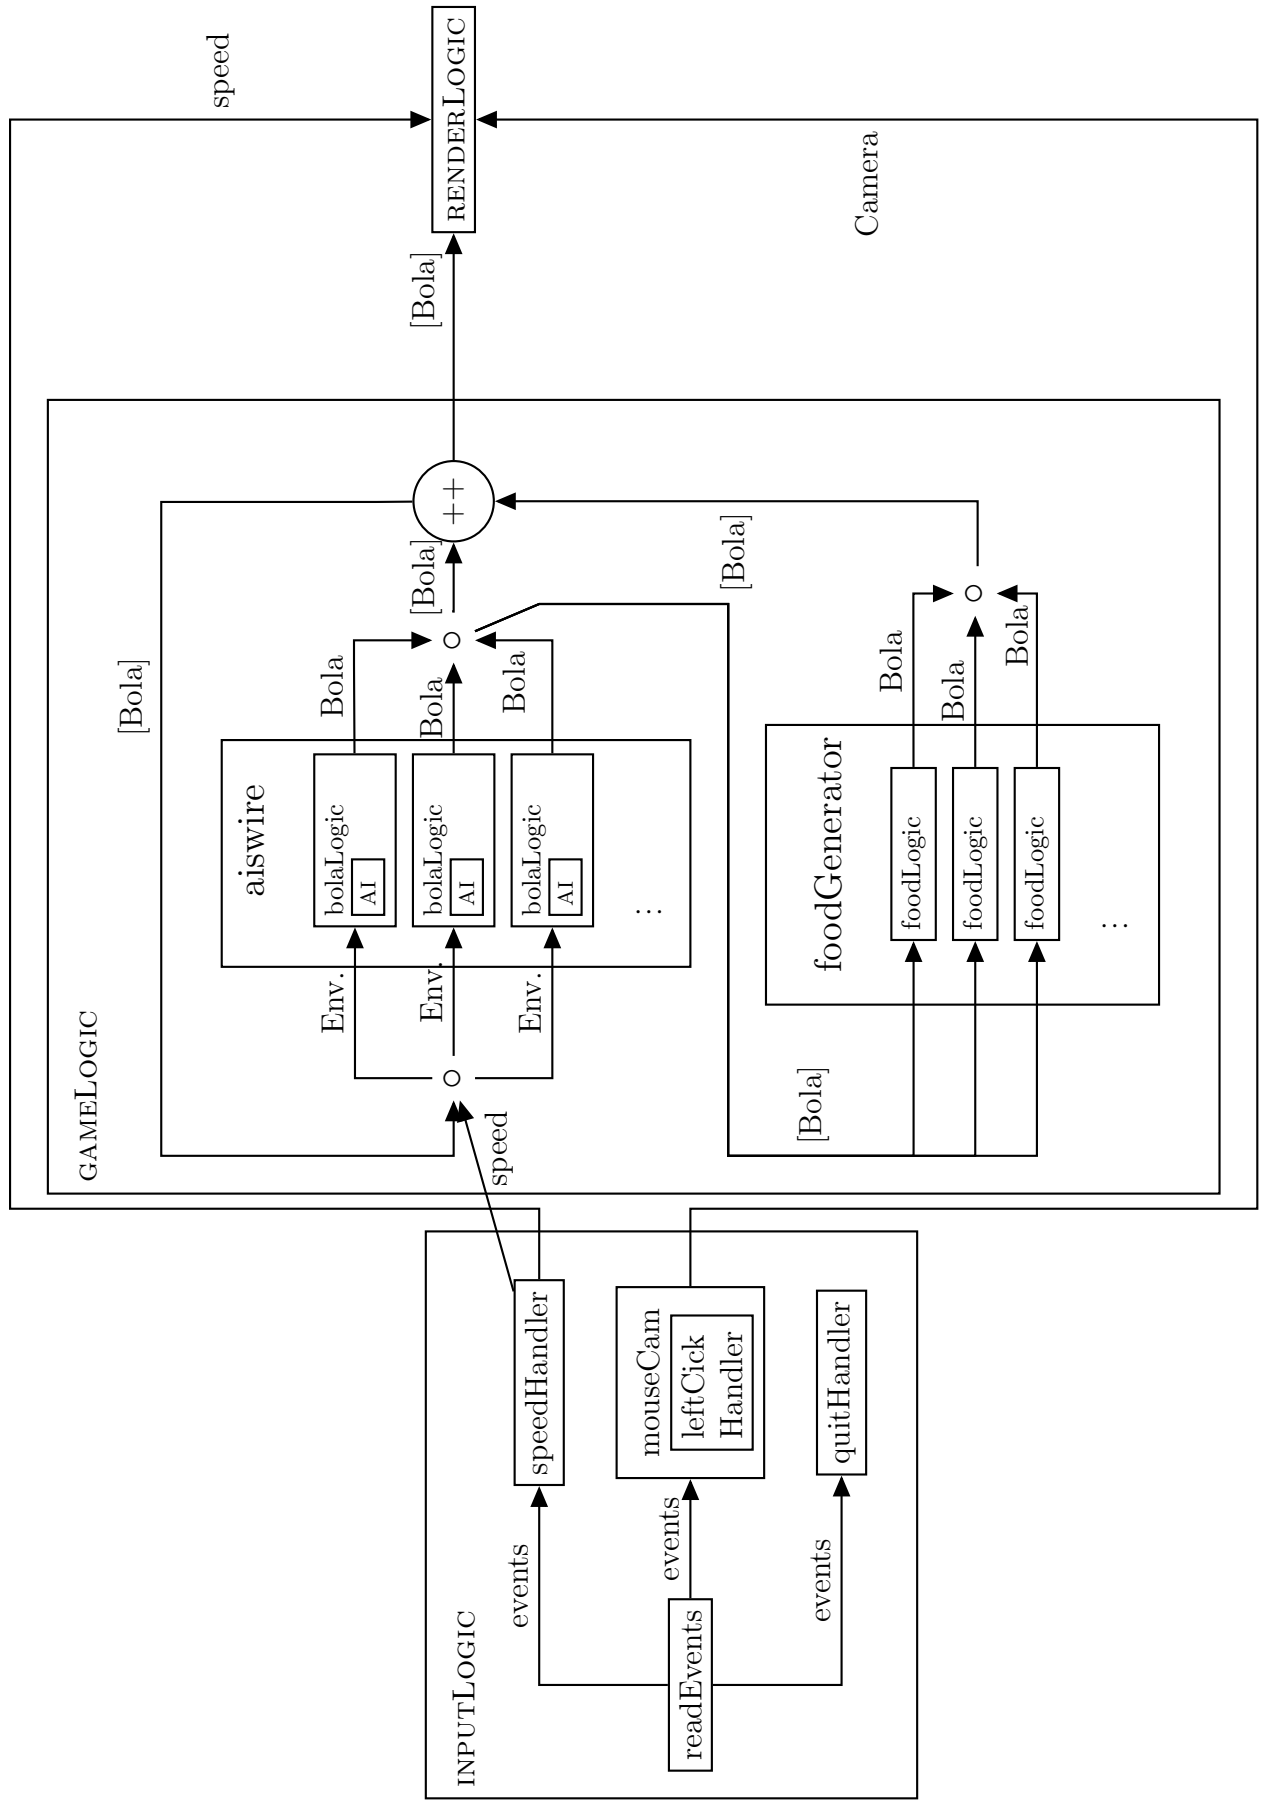 INPUTLOGIC
readEvents
events
events
events
speedHandler
mouseCam
leftCick
Handler
quitHandler
speed
GAMELOGIC
[Bola]
Env.
Env.
Env.
aiswire
bolaLogic
AI
bolaLogic
AI
bolaLogic
AI
...
Bola
Bola
Bola
[Bola]
++
[Bola]
[Bola]
foodGenerator
foodLogic
foodLogic
foodLogic
...
Bola
Bola
Bola
[Bola]
speed
Camera
RENDERLOGIC